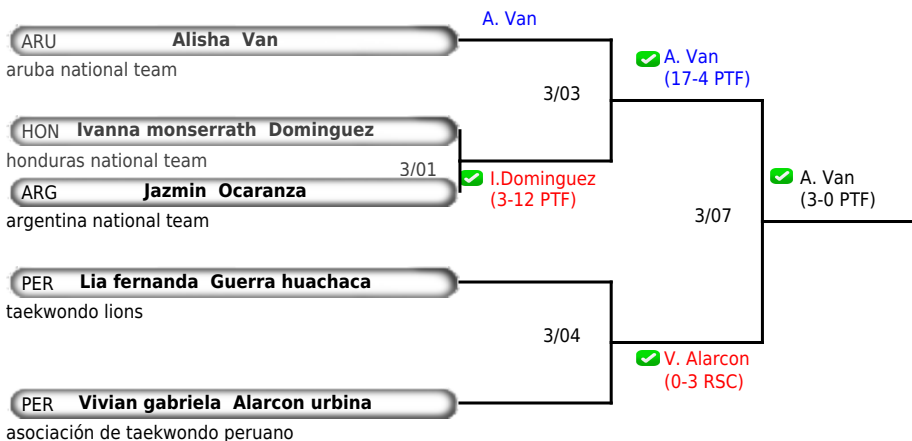 A. Van
ARU Alisha Van
aruba national team
A. Van
(17-4 PTF)
3/03
HON Ivanna monserrath Dominguez
honduras national team
3/01
I.Dominguez
(3-12 PTF)
ARG Jazmin Ocaranza
argentina national team
A. Van
(3-0 PTF)
3/07
PER Lia fernanda Guerra huachaca
taekwondo lions
3/04
V. Alarcon
(0-3 RSC)
PER Vivian gabriela Alarcon urbina
asociación de taekwondo peruano